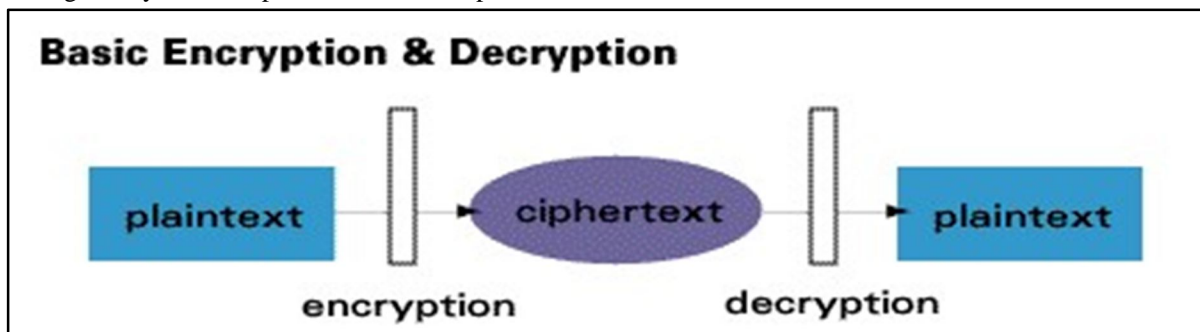 Basic Encryption & Decryption
plaintext
ciphertext
plaintext
encryption
decryption